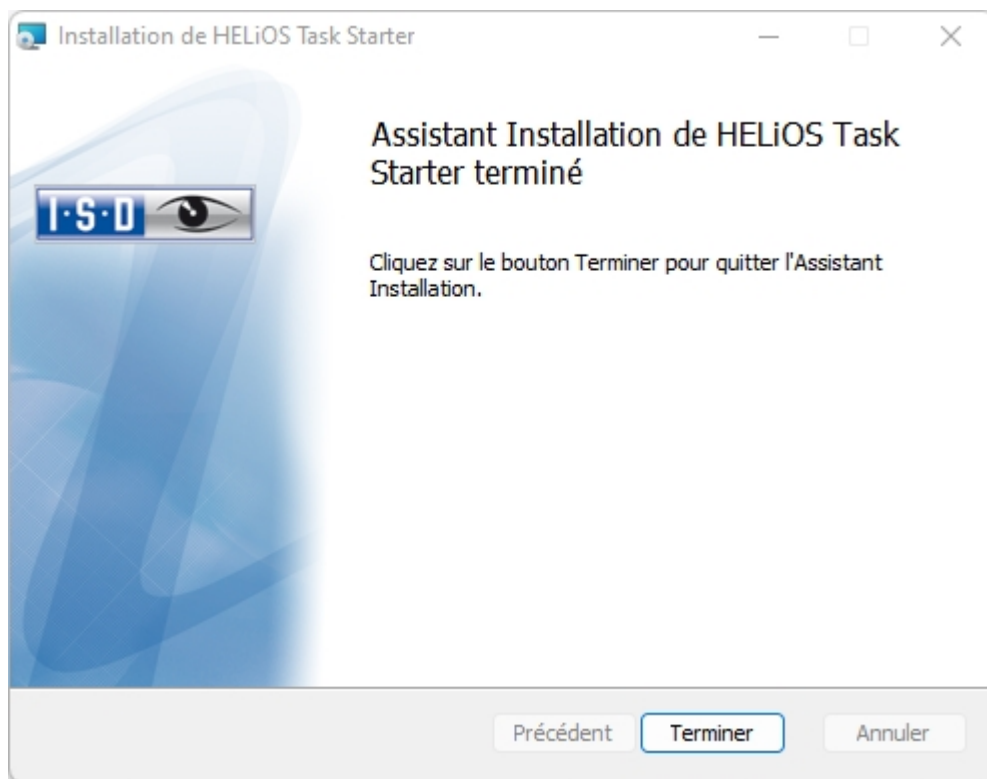 Installation de HELiOS Task Starter
Assistant Installation de HELiOS Task
Starter terminé
I·S·D
Cliquez sur le bouton Terminer pour quitter l'Assistant
Installation.
Précédent
Terminer
Annuler